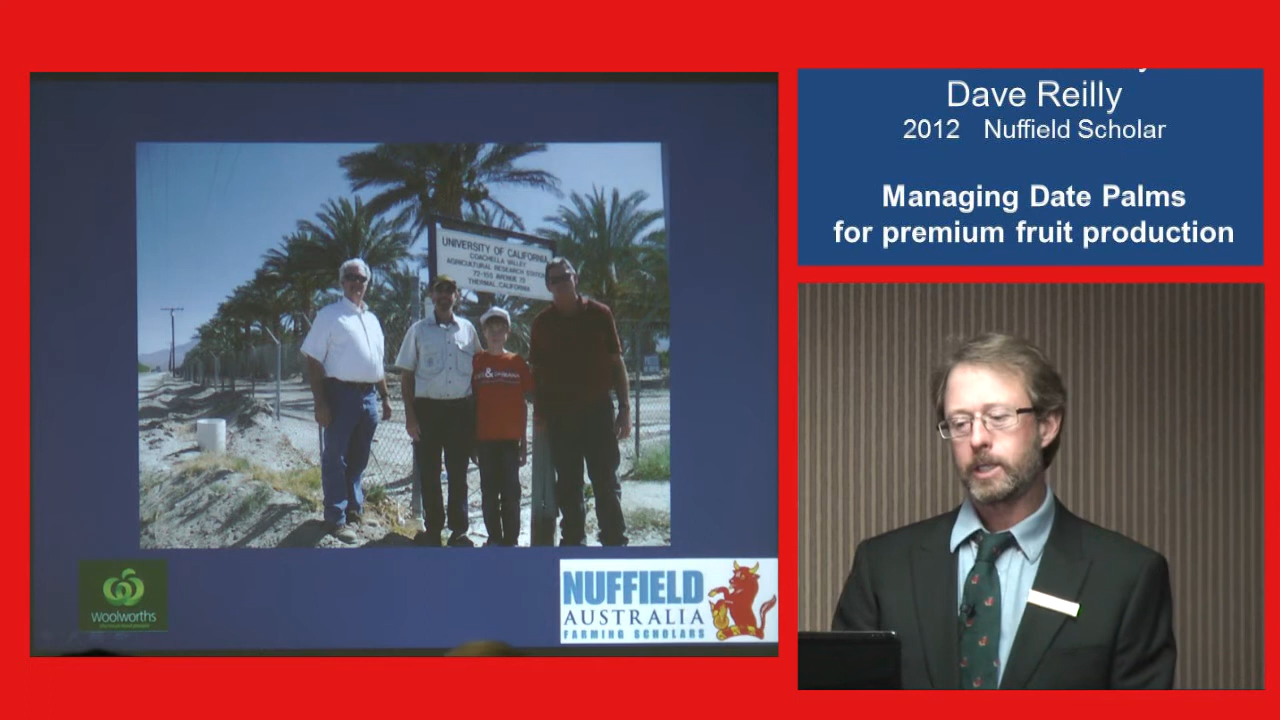 UNIVERSITY OF CALIFORNIA
COACHELLA VALLEY
AGRICULTURAL RESEARCH STATION
THERMAL, CALIFORNIA
woolworths
NUFFIELD
AUSTRALIA
FARMING SCHOLARS
Dave Reilly
2012 Nuffield Scholar
Managing Date Palms
for premium fruit production